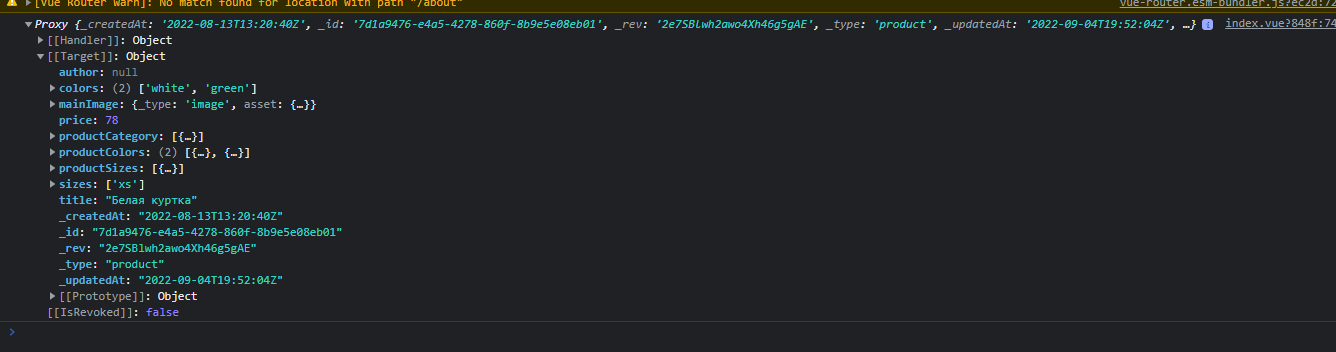 [Vue Router warn]: No match found for location with path "/about"
vue-router.esm-bundler.js?ec2d:72
Proxy {_createdAt: '2022-08-13T13:20:40Z', _id: '7d1a9476-e4a5-4278-860f-8b9e5e08eb01', _rev: '2e7SBlwh2awo4Xh46g5gAE', _type: 'product', _updatedAt: '2022-09-04T19:52:04Z', …} i
index.vue?848f:74
[[Handler]]: Object
[[Target]]: Object
author: null
colors: (2) ['white', 'green']
mainImage: {_type: 'image', asset: {…}}
price: 78
productCategory: [{…}]
productColors: (2) [{…}, {…}]
productSizes: [{…}]
sizes: ['xs']
title: "Белая куртка"
_createdAt: "2022-08-13T13:20:40Z"
_id: "7d1a9476-e4a5-4278-860f-8b9e5e08eb01"
_rev: "2e7SBlwh2awo4Xh46g5gAE"
_type: "product"
_updatedAt: "2022-09-04T19:52:04Z"
[[Prototype]]: Object
[[IsRevoked]]: false